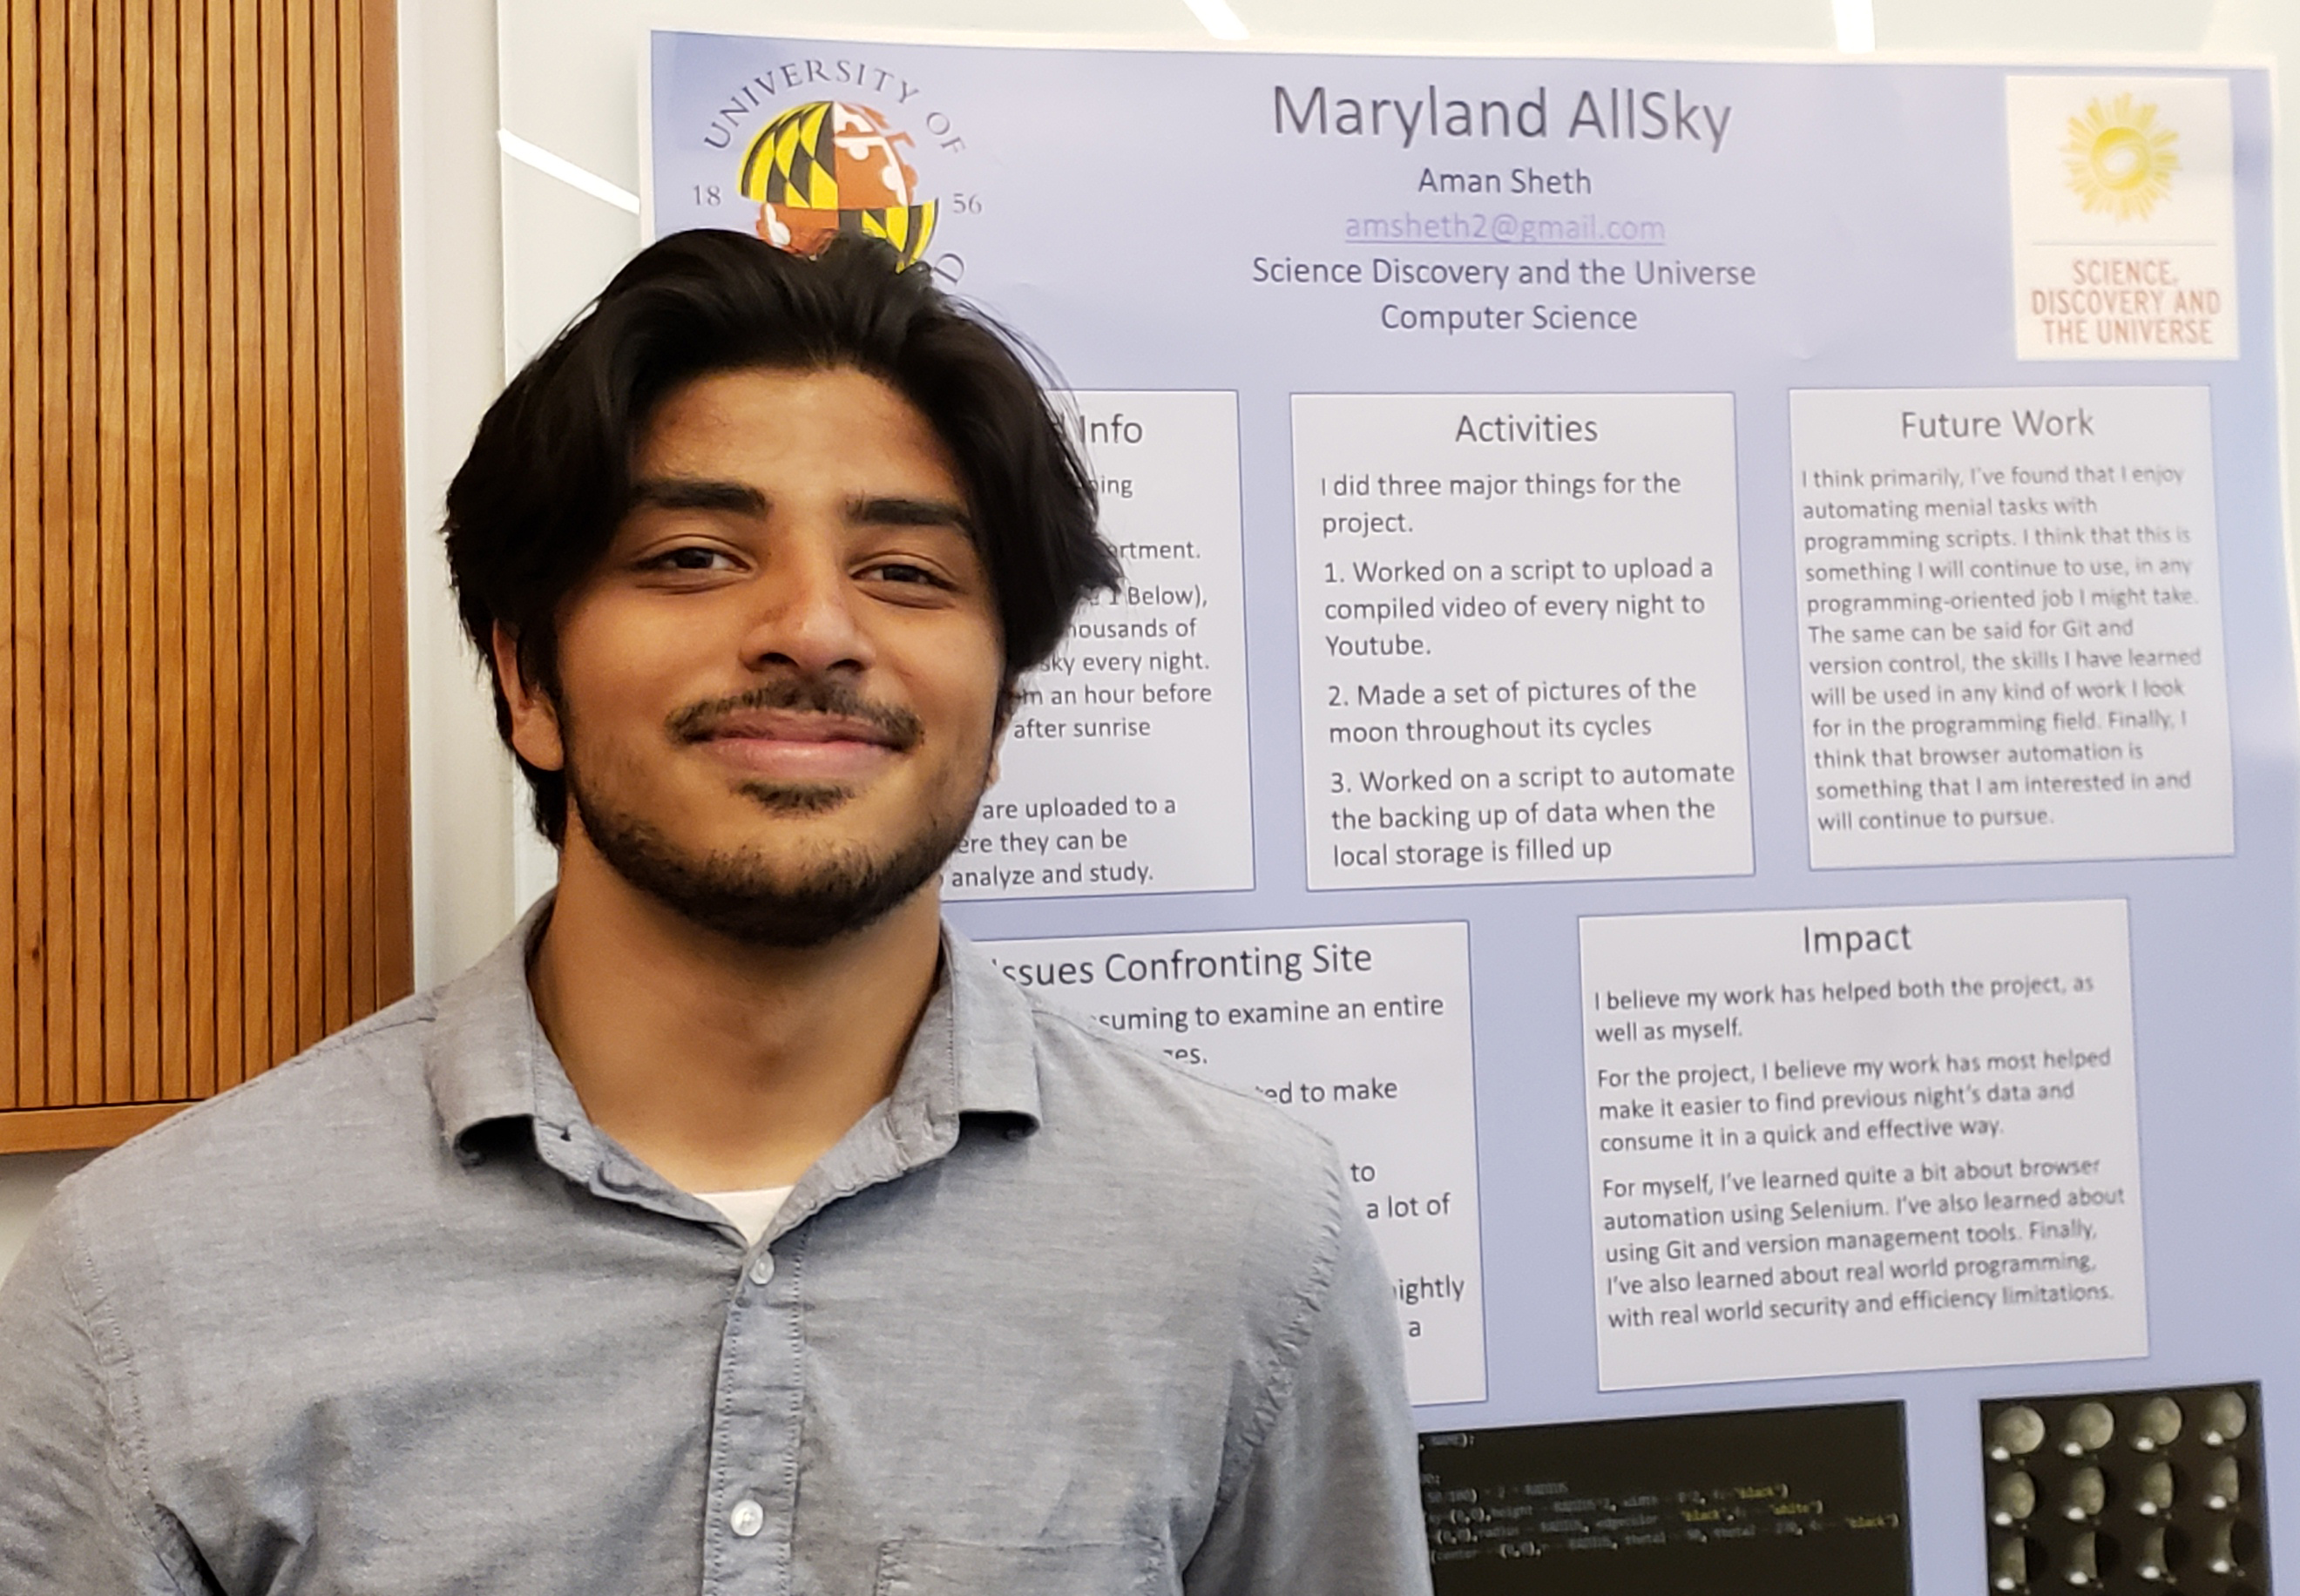 UNIVERSITY OF
18 56
D
Maryland AllSky
Aman Sheth
amsheth2@gmail.com
Science Discovery and the Universe
Computer Science
SCIENCE,
DISCOVERY AND
THE UNIVERSE
Info
ing
rtment.
Below),
ousands of
sky every night.
m an hour before
after sunrise
are uploaded to a
ere they can be
analyze and study.
Activities
I did three major things for the
project.
1. Worked on a script to upload a
compiled video of every night to
Youtube.
2. Made a set of pictures of the
moon throughout its cycles
3. Worked on a script to automate
the backing up of data when the
local storage is filled up
Future Work
I think primarily, I've found that I enjoy
automating menial tasks with
programming scripts. I think that this is
something I will continue to use, in any
programming-oriented job I might take.
The same can be said for Git and
version control, the skills I have learned
will be used in any kind of work I look
for in the programming field. Finally, I
think that browser automation is
something that I am interested in and
will continue to pursue.
ssues Confronting Site
suming to examine an entire
es.
ed to make
to
a lot of
ightly
a
Impact
I believe my work has helped both the project, as
well as myself.
For the project, I believe my work has most helped
make it easier to find previous night's data and
consume it in a quick and effective way.
For myself, I've learned quite a bit about browser
automation using Selenium. I've also learned about
using Git and version management tools. Finally,
I've also learned about real world programming,
with real world security and efficiency limitations.